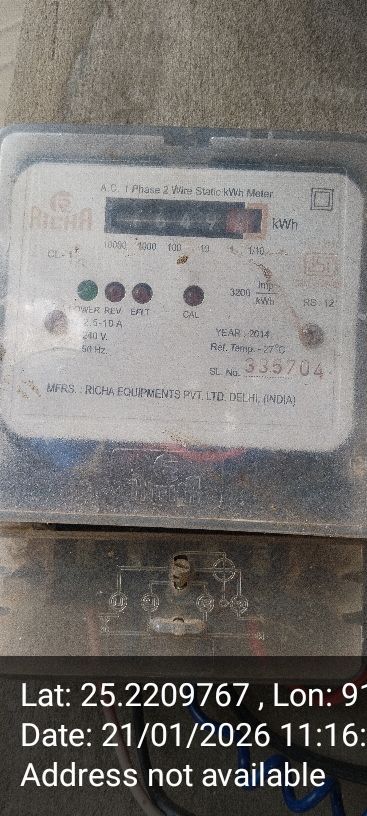 A.C. 1 Phase 2 Wire Static kWh Meter
RICHA
kWh
10000 1000 100 10 1 1/10
CL-1
POWER REV. E/LT CAL
3200 Imp/kWh
RS-12
2.5-10 A
240 V.
50 Hz.
YEARː 2014
Ref. Temp. - 27°C
SL. No. 335704
MFRS. : RICHA EQUIPMENTS PVT. LTD. DELHI, (INDIA)
Lat: 25.2209767 , Lon: 91
Date: 21/01/2026 11:16:
Address not available